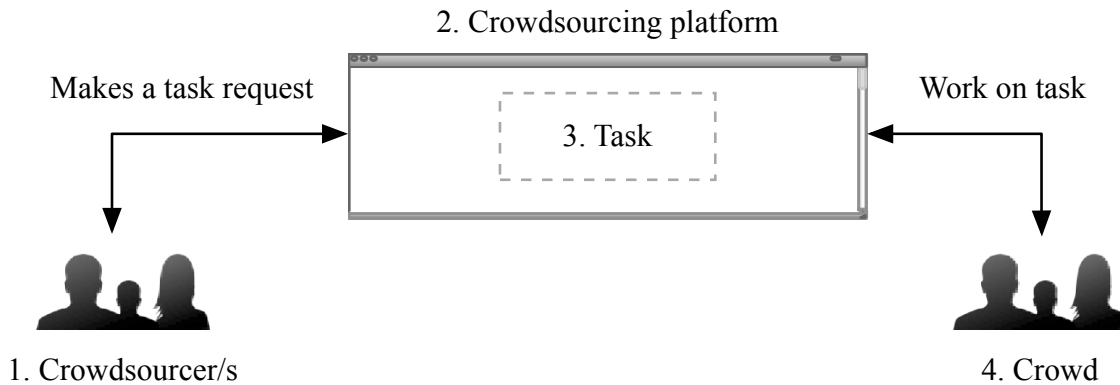 2. Crowdsourcing platform
Makes a task request
Work on task
3. Task
1. Crowdsourcer/s
4. Crowd